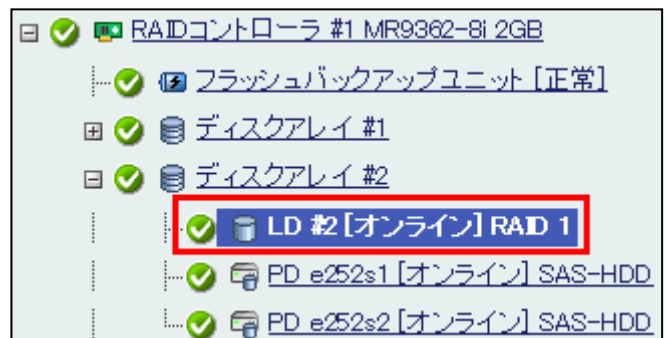 RAIDコントローラ #1 MR9362-8i 2GB
フラッシュバックアップユニット [正常]
ディスクアレイ #1
ディスクアレイ #2
LD #2 [オンライン] RAID 1
PD e252s1 [オンライン] SAS-HDD
PD e252s2 [オンライン] SAS-HDD